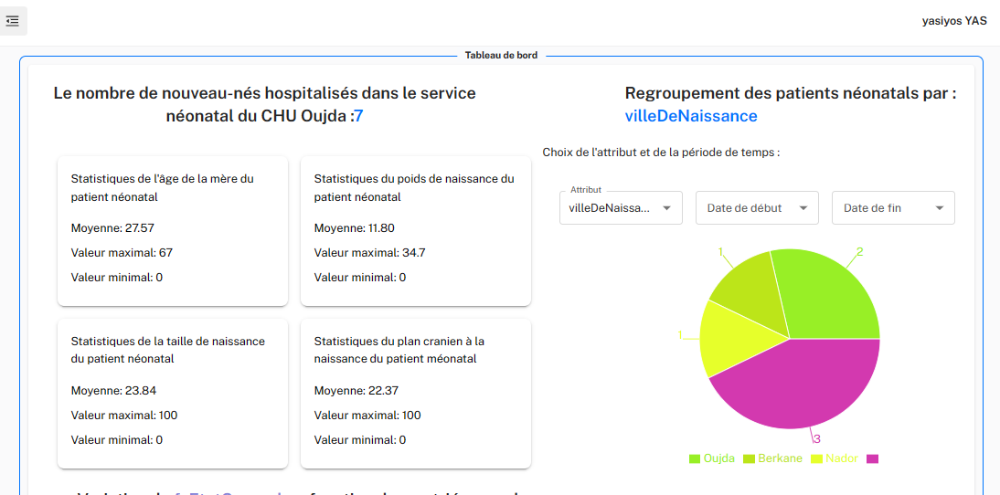 yasiyos YAS
Tableau de bord
Le nombre de nouveau-nés hospitalisés dans le service
néonatal du CHU Oujda :7
Statistiques de l'âge de la mère du
patient néonatal
Moyenne: 27.57
Valeur maximal: 67
Valeur minimal: 0
Statistiques du poids de naissance du
patient néonatal
Moyenne: 11.80
Valeur maximal: 34.7
Valeur minimal: 0
Statistiques de la taille de naissance
du patient néonatal
Moyenne: 23.84
Valeur maximal: 100
Valeur minimal: 0
Statistiques du plan cranien à la
naissance du patient méonatal
Moyenne: 22.37
Valeur maximal: 100
Valeur minimal: 0
Regroupement des patients néonatals par :
villeDeNaissance
Choix de l'attribut et de la période de temps :
Attribut
villeDeNaissa...
Date de début
Date de fin
1
2
1
3
Oujda
Berkane
Nador